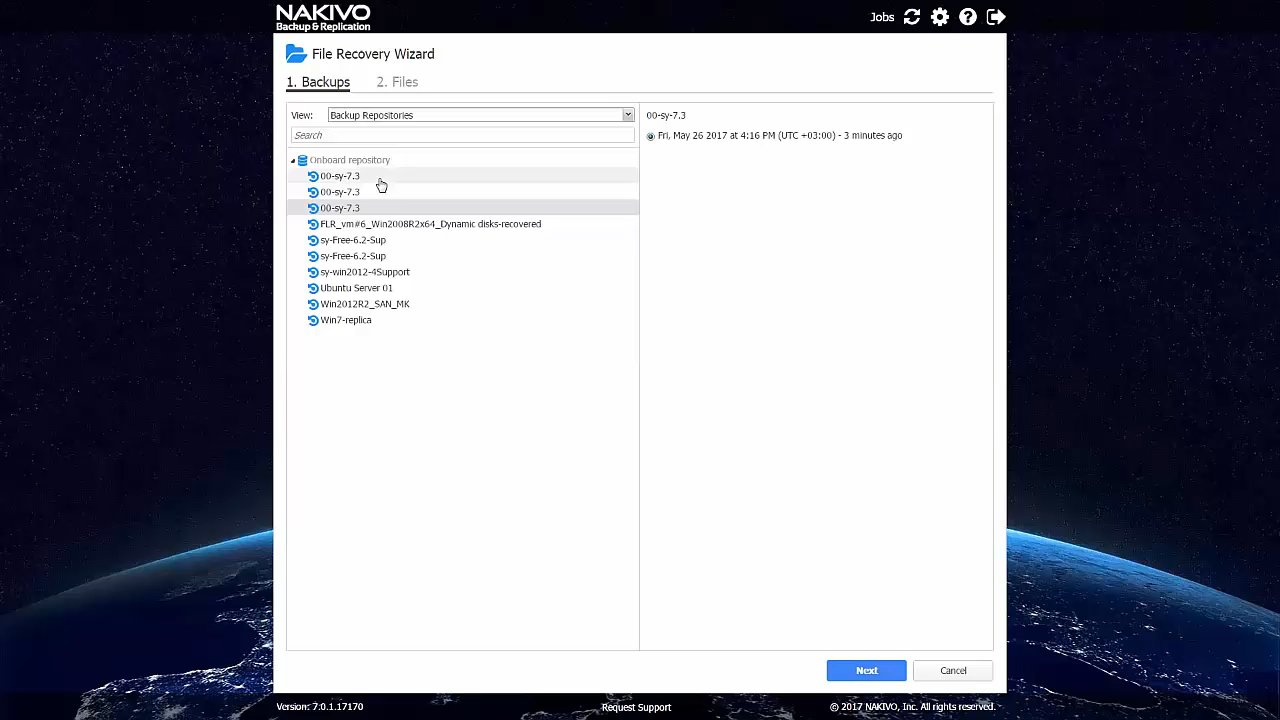 NAKIVO
Backup & Replication
Jobs
File Recovery Wizard
1. Backups 2. Files
View: Backup Repositories
Search
Onboard repository
00-sy-7.3
00-sy-7.3
00-sy-7.3
FLR_vm#6_Win2008R2x64_Dynamic disks-recovered
sy-Free-6.2-Sup
sy-Free-6.2-Sup
sy-win2012-4Support
Ubuntu Server 01
Win2012R2_SAN_MK
Win7-replica
00-sy-7.3
Fri, May 26 2017 at 4:16 PM (UTC +03:00) - 3 minutes ago
Next Cancel
Version: 7.0.1.17170 Request Support © 2017 NAKIVO, Inc. All rights reserved.